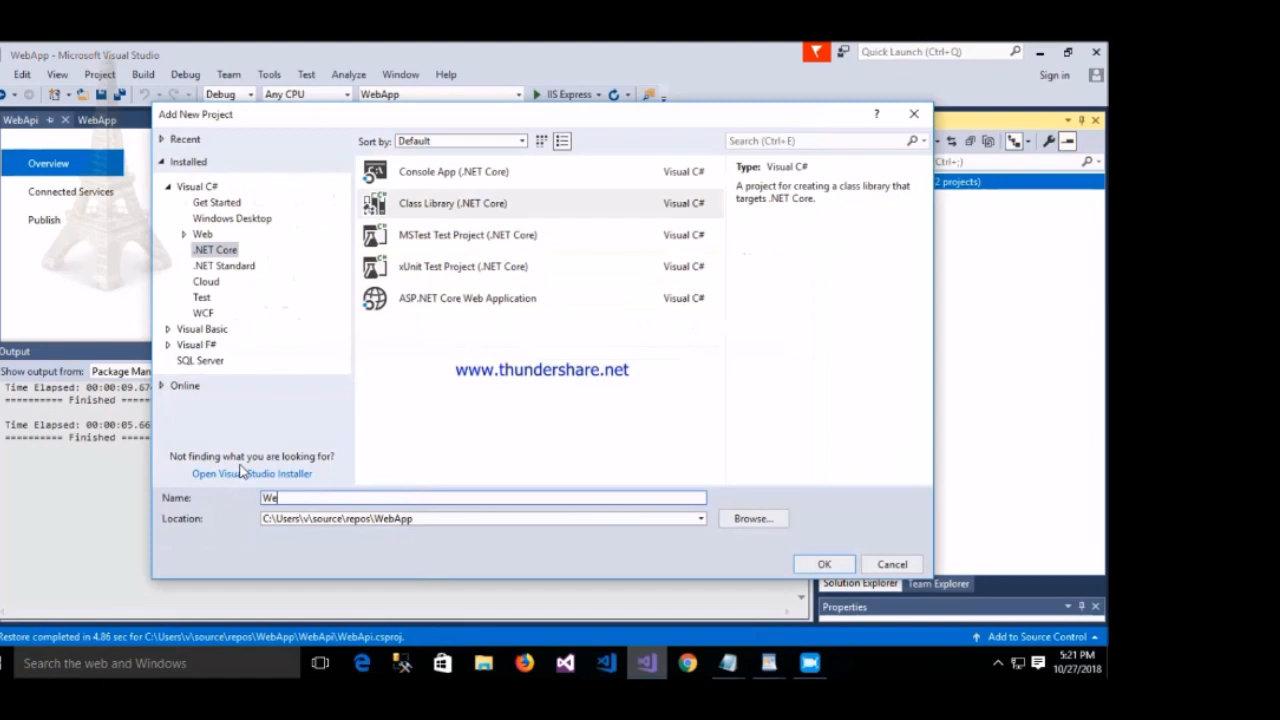 WebApp - Microsoft Visual Studio
Quick Launch (Ctrl+Q)
Edit View Project Build Debug Team Tools Test Analyze Window Help
Sign in
Debug Any CPU WebApp IIS Express
WebApi WebApp
Overview
Connected Services
Publish
Output
Show output from: Package Man
Time Elapsed: 00:00:09.67
========== Finished =====
Time Elapsed: 00:00:05.66
========== Finished =====
Add New Project
Recent
Installed
Visual C#
Get Started
Windows Desktop
Web
.NET Core
.NET Standard
Cloud
Test
WCF
Visual Basic
Visual F#
SQL Server
Online
Not finding what you are looking for?
Open Visual Studio Installer
Sort by: Default
Search (Ctrl+E)
Console App (.NET Core) Visual C#
Class Library (.NET Core) Visual C#
MSTest Test Project (.NET Core) Visual C#
xUnit Test Project (.NET Core) Visual C#
ASP.NET Core Web Application Visual C#
www.thundershare.net
Type: Visual C#
A project for creating a class library that
targets .NET Core.
Name: We
Location: C:\Users\v\source\repos\WebApp
Browse...
OK Cancel
Ctrl+;)
2 projects)
Solution Explorer Team Explorer
Properties
Restore completed in 4.86 sec for C:\Users\v\source\repos\WebApp\WebApi\WebApi.csproj.
Add to Source Control
Search the web and Windows
5:21 PM
10/27/2018